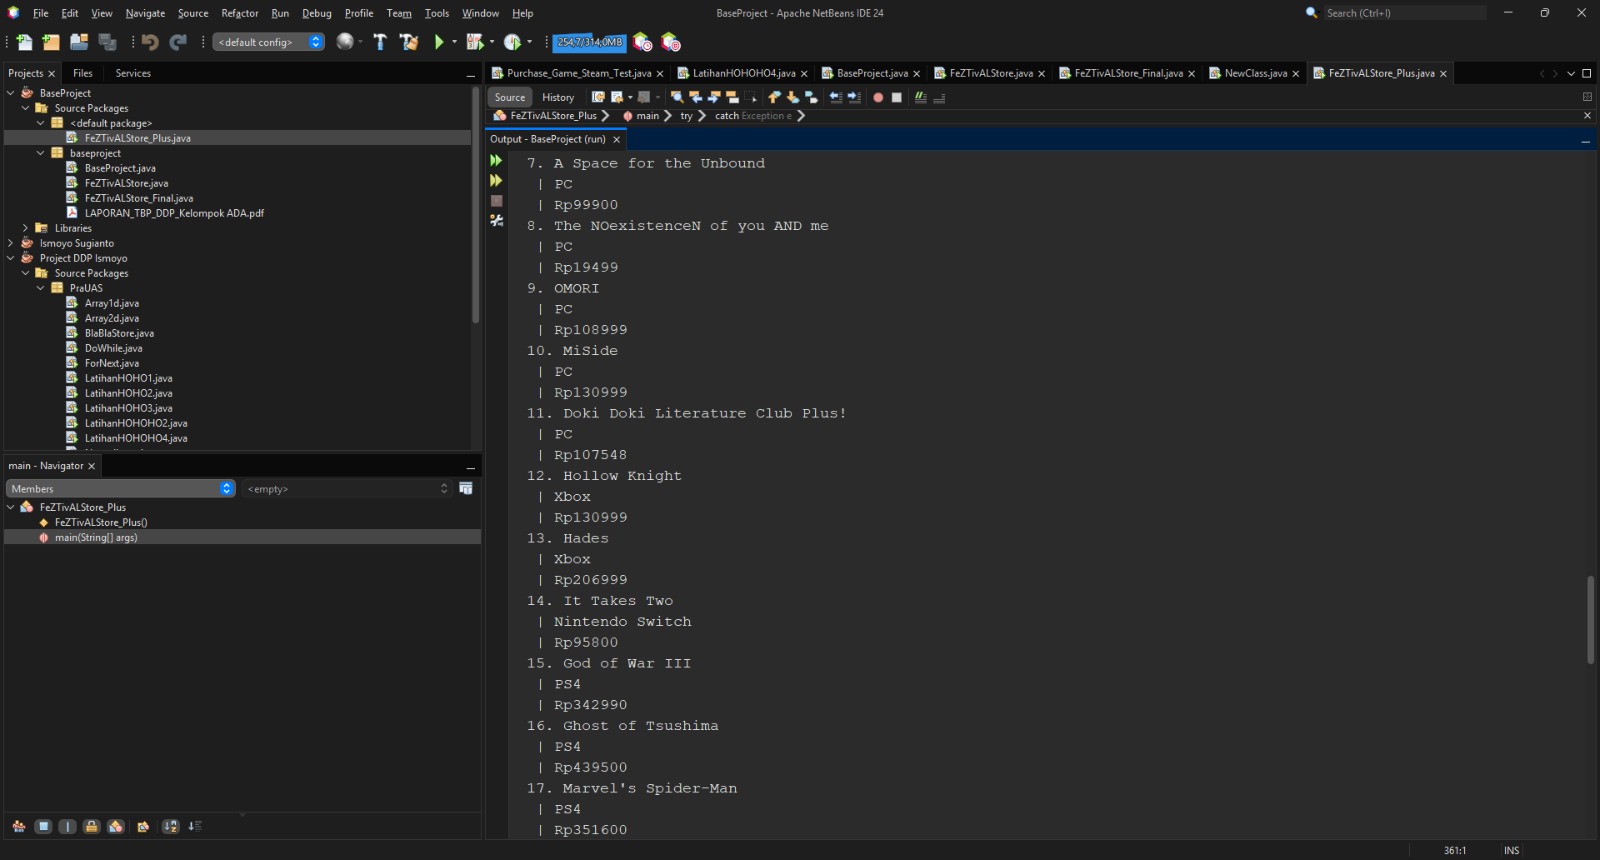 File Edit View Navigate Source Refactor Run Debug Profile Team Tools Window Help
BaseProject - Apache NetBeans IDE 24
Search (Ctrl+I)
<default config>
254,7/314,0MB
Projects
Files
Services
Purchase_Game_Steam_Test.java
LatihanHOHOHO4.java
BaseProject.java
FeZTivALStore.java
FeZTivALStore_Final.java
NewClass.java
FeZTivALStore_Plus.java
Source
History
FeZTivALStore_Plus
main
try
catch Exception e
Output - BaseProject (run)
BaseProject
Source Packages
<default package>
FeZTivALStore_Plus.java
baseproject
BaseProject.java
FeZTivALStore.java
FeZTivALStore_Final.java
LAPORAN_TBP_DDP_Kelompok ADA.pdf
Libraries
Ismoyo Sugianto
Project DDP Ismoyo
Source Packages
PraUAS
Array1d.java
Array2d.java
BlaBlaStore.java
DoWhile.java
ForNext.java
LatihanHOHO1.java
LatihanHOHO2.java
LatihanHOHO3.java
LatihanHOHOHO2.java
LatihanHOHOHO4.java
main - Navigator
Members
<empty>
FeZTivALStore_Plus
FeZTivALStore_Plus()
main(String[] args)
7. A Space for the Unbound
| PC
| Rp99900
8. The NOexistenceN of you AND me
| PC
| Rp19499
9. OMORI
| PC
| Rp108999
10. MiSide
| PC
| Rp130999
11. Doki Doki Literature Club Plus!
| PC
| Rp107548
12. Hollow Knight
| Xbox
| Rp130999
13. Hades
| Xbox
| Rp206999
14. It Takes Two
| Nintendo Switch
| Rp95800
15. God of War III
| PS4
| Rp342990
16. Ghost of Tsushima
| PS4
| Rp439500
17. Marvel's Spider-Man
| PS4
| Rp351600
361:1
INS